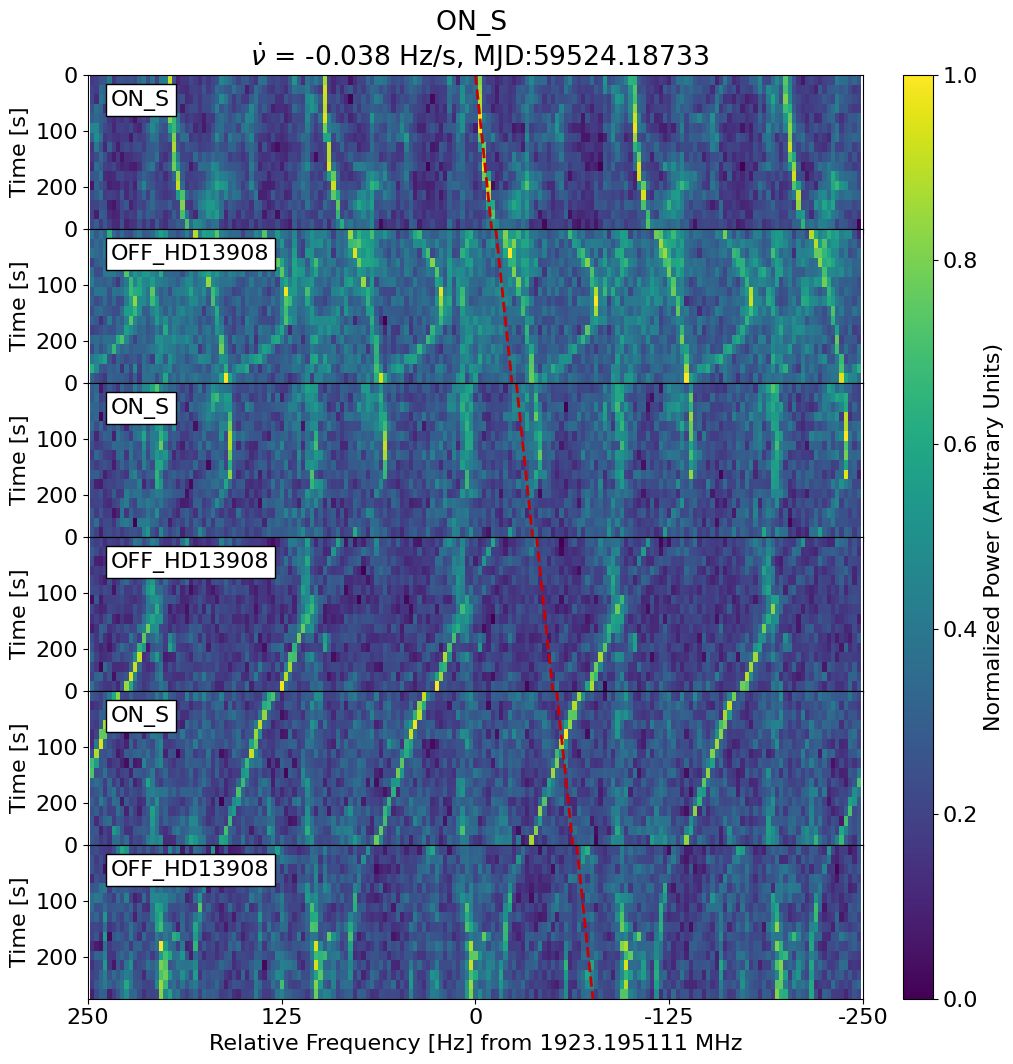 ON_S
ν̇ = -0.038 Hz/s, MJD:59524.18733
ON_S
OFF_HD13908
ON_S
OFF_HD13908
ON_S
OFF_HD13908
0
100
200
0
100
200
0
100
200
0
100
200
0
100
200
0
100
200
Time [s]
Time [s]
Time [s]
Time [s]
Time [s]
Time [s]
250
125
0
-125
-250
Relative Frequency [Hz] from 1923.195111 MHz
1.0
0.8
0.6
0.4
0.2
0.0
Normalized Power (Arbitrary Units)